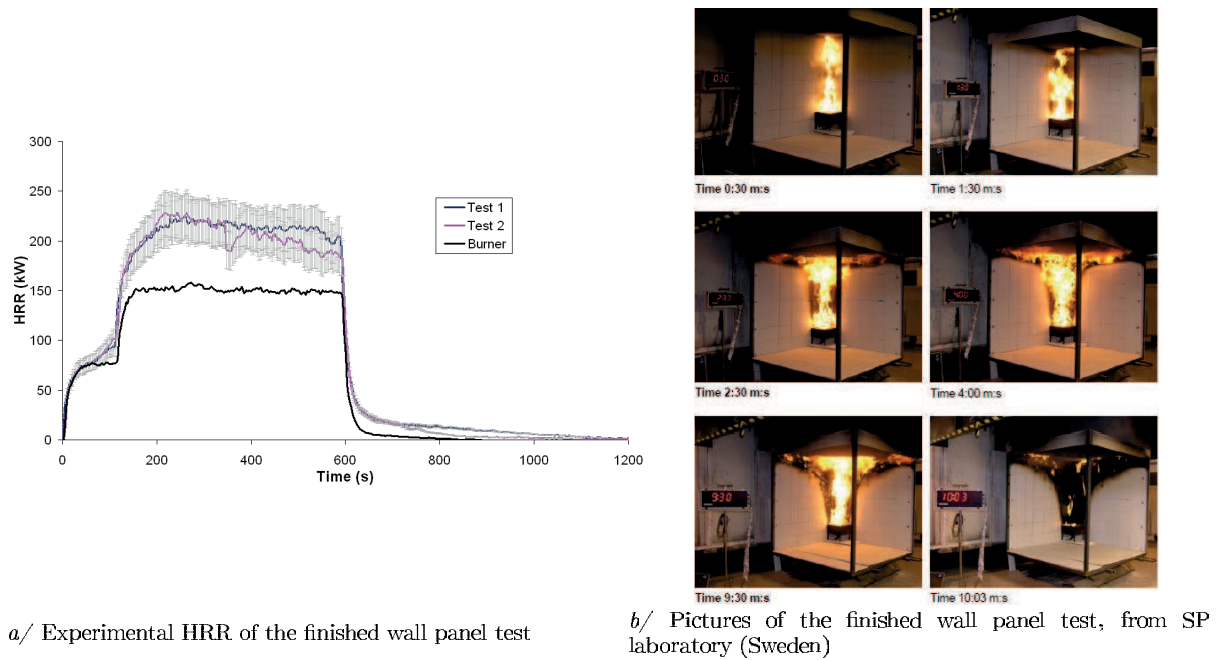 300
250
200
150
100
50
0
HRR (kW)
Test 1
Test 2
Burner
0 200 400 600 800 1000 1200
Time (s)
a/ Experimental HRR of the finished wall panel test
Time 0:30 m:s
Time 1:30 m:s
Time 2:30 m:s
Time 4:00 m:s
9:30
10:03
Time 9:30 m:s
Time 10:03 m:s
b/ Pictures of the finished wall panel test, from SP
laboratory (Sweden)